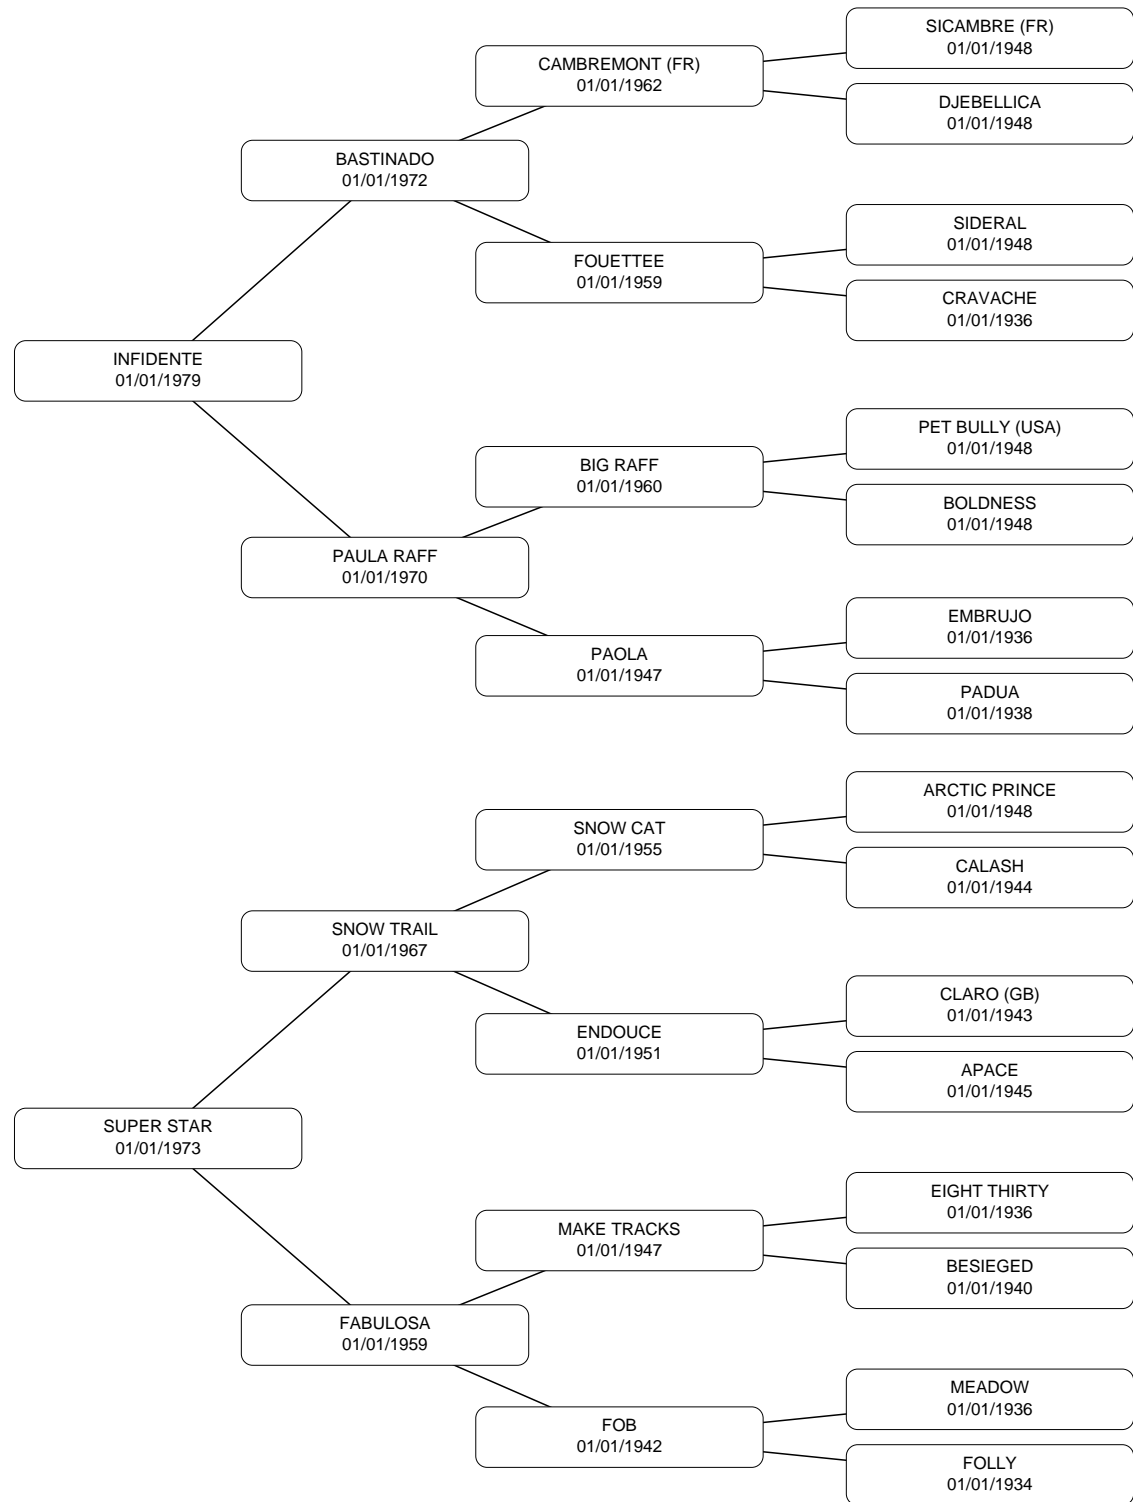 SICAMBRE (FR)
01/01/1948
CAMBREMONT (FR)
01/01/1962
DJEBELLICA
01/01/1948
BASTINADO
01/01/1972
SIDERAL
01/01/1948
FOUETTEE
01/01/1959
CRAVACHE
01/01/1936
INFIDENTE
01/01/1979
PET BULLY (USA)
01/01/1948
BIG RAFF
01/01/1960
BOLDNESS
01/01/1948
PAULA RAFF
01/01/1970
EMBRUJO
01/01/1936
PAOLA
01/01/1947
PADUA
01/01/1938
ARCTIC PRINCE
01/01/1948
SNOW CAT
01/01/1955
CALASH
01/01/1944
SNOW TRAIL
01/01/1967
CLARO (GB)
01/01/1943
ENDOUCE
01/01/1951
APACE
01/01/1945
SUPER STAR
01/01/1973
EIGHT THIRTY
01/01/1936
MAKE TRACKS
01/01/1947
BESIEGED
01/01/1940
FABULOSA
01/01/1959
MEADOW
01/01/1936
FOB
01/01/1942
FOLLY
01/01/1934